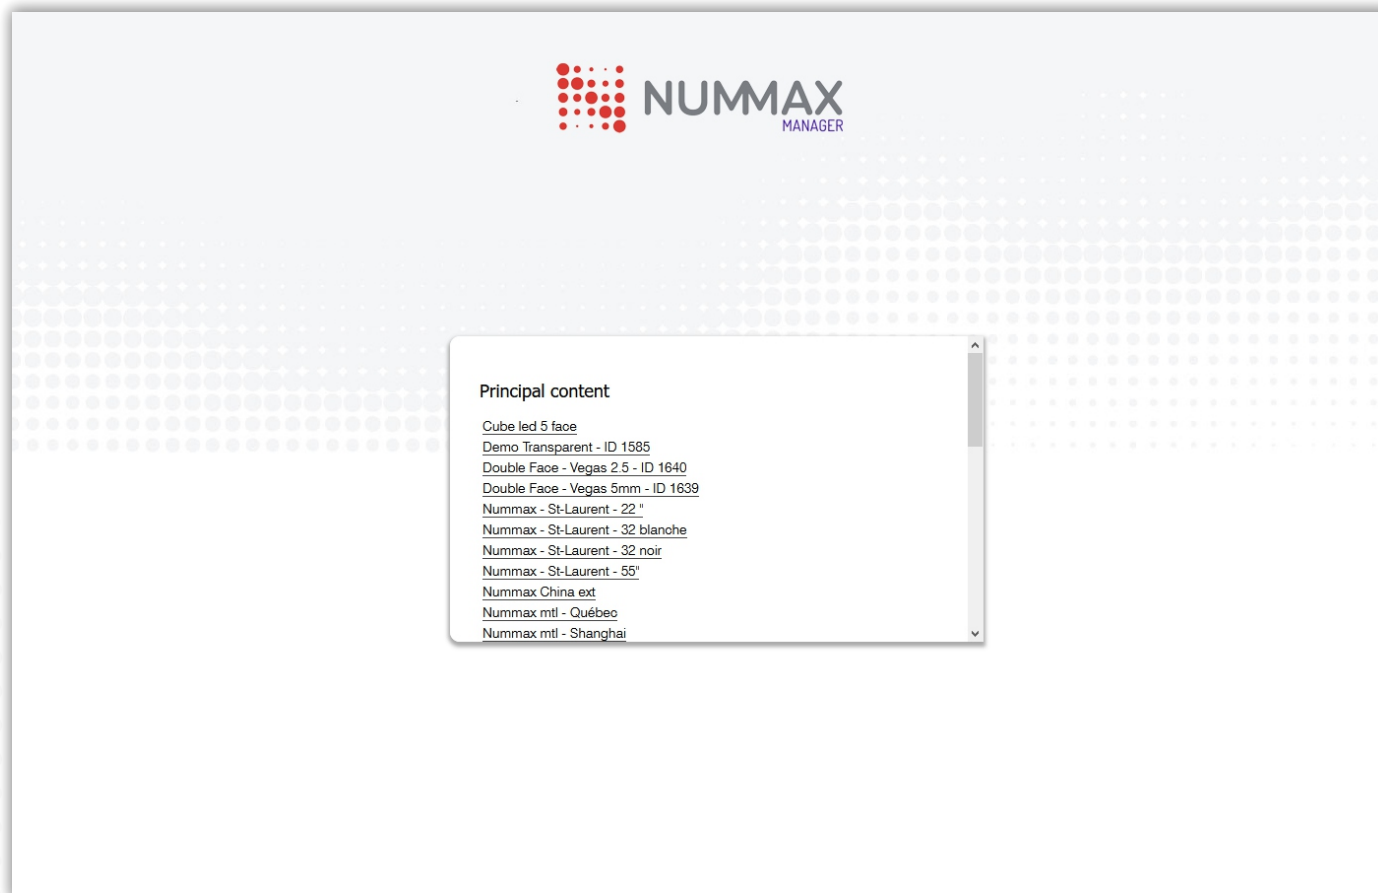 NUMMAX
MANAGER
Principal content
Cube led 5 face
Demo Transparent - ID 1585
Double Face - Vegas 2.5 - ID 1640
Double Face - Vegas 5mm - ID 1639
Nummax - St-Laurent - 22 "
Nummax - St-Laurent - 32 blanche
Nummax - St-Laurent - 32 noir
Nummax - St-Laurent - 55"
Nummax China ext
Nummax mtl - Québec
Nummax mtl - Shanghai